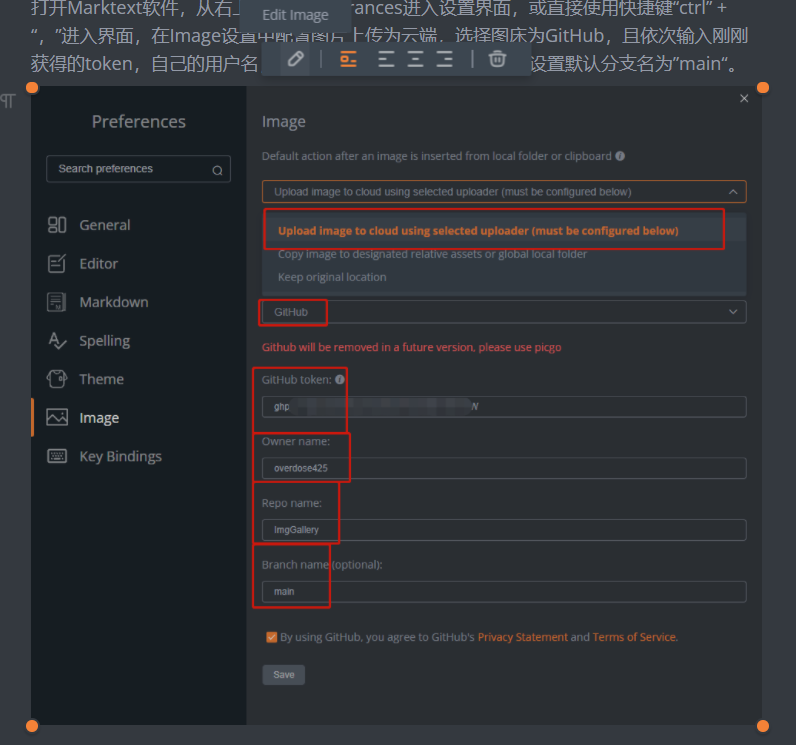 打开Marktext软件，从右上
Edit Image
rances进入设置界面，或直接使用快捷键“ctrl” +
“，”进入界面，在Image设置中配置图片上传为云端，选择图床为GitHub，且依次输入刚刚
获得的token，自己的用户名
设置默认分支名为”main“。
Preferences
Search preferences
General
Editor
Markdown
Spelling
Theme
Image
Key Bindings
Image
Default action after an image is inserted from local folder or clipboard
Upload image to cloud using selected uploader (must be configured below)
Upload image to cloud using selected uploader (must be configured below)
Copy image to designated relative assets or global local folder
Keep original location
GitHub
Github will be removed in a future version, please use picgo
GitHub token:
ghp
W
Owner name:
overdose425
Repo name:
ImgGallery
Branch name (optional):
main
By using GitHub, you agree to GitHub's Privacy Statement and Terms of Service.
Save